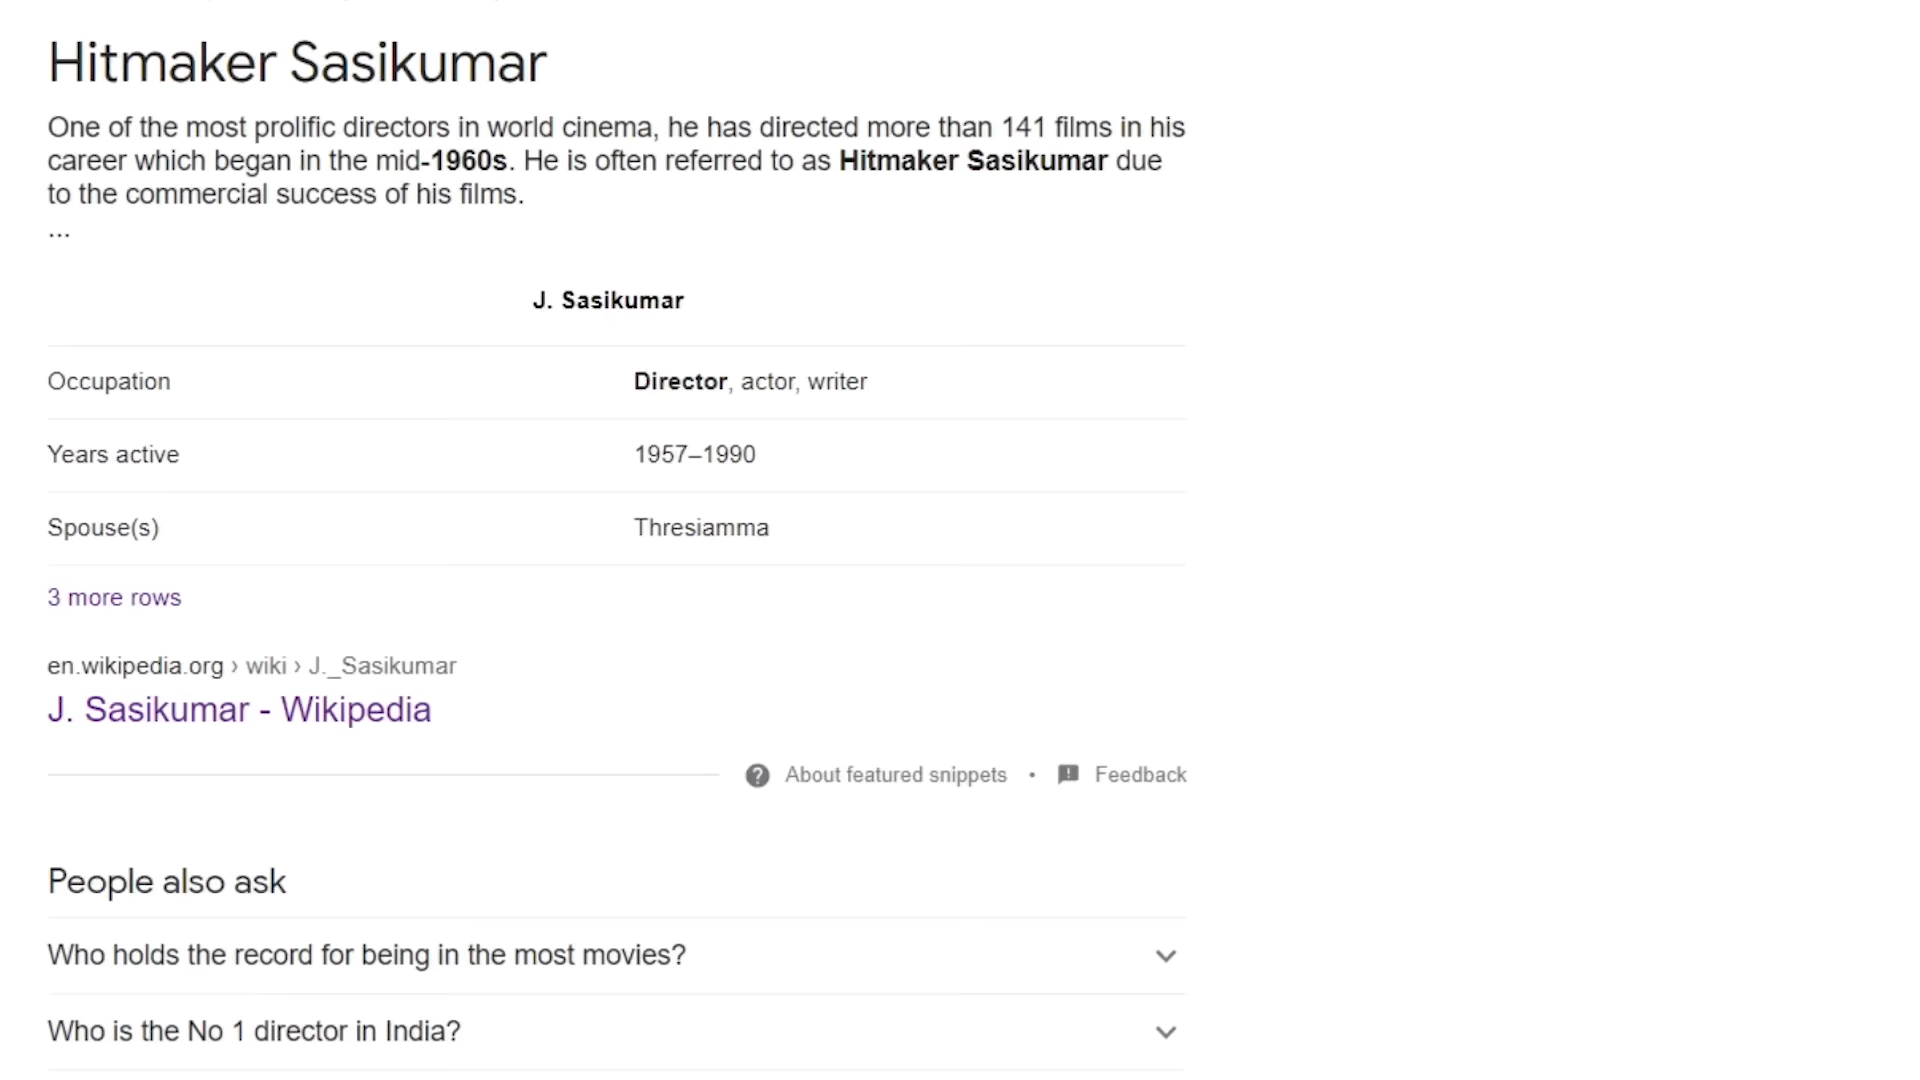 Hitmaker Sasikumar
One of the most prolific directors in world cinema, he has directed more than 141 films in his
career which began in the mid-1960s. He is often referred to as Hitmaker Sasikumar due
to the commercial success of his films.
...
J. Sasikumar
Occupation Director, actor, writer
Years active 1957–1990
Spouse(s) Thresiamma
3 more rows
en.wikipedia.org › wiki › J._Sasikumar
J. Sasikumar - Wikipedia
About featured snippets • Feedback
People also ask
Who holds the record for being in the most movies?
Who is the No 1 director in India?